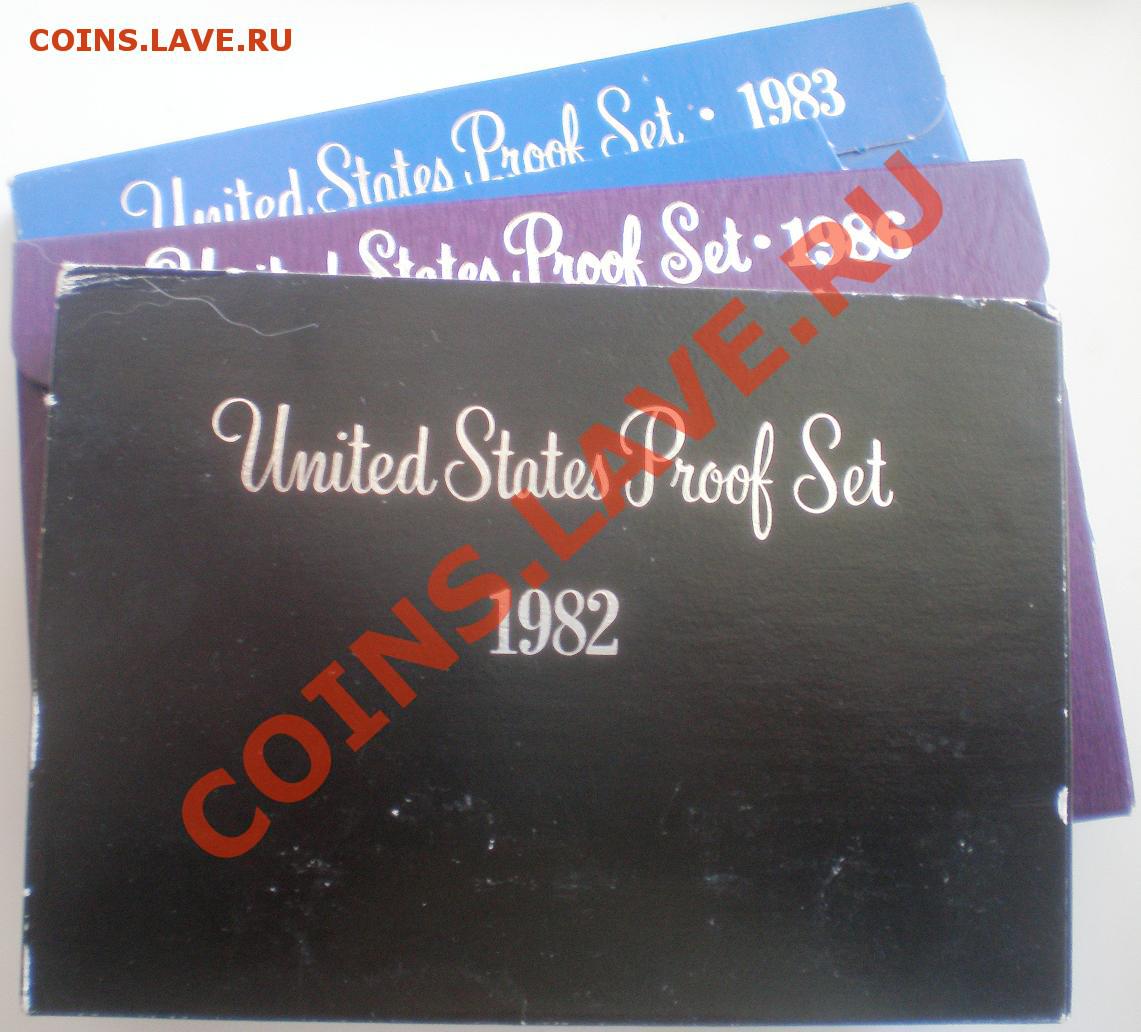 COINS.LAVE.RU
United States Proof Set • 1983
United States Proof Set • 1986
United States Proof Set
1982
COINS.LAVE.RU